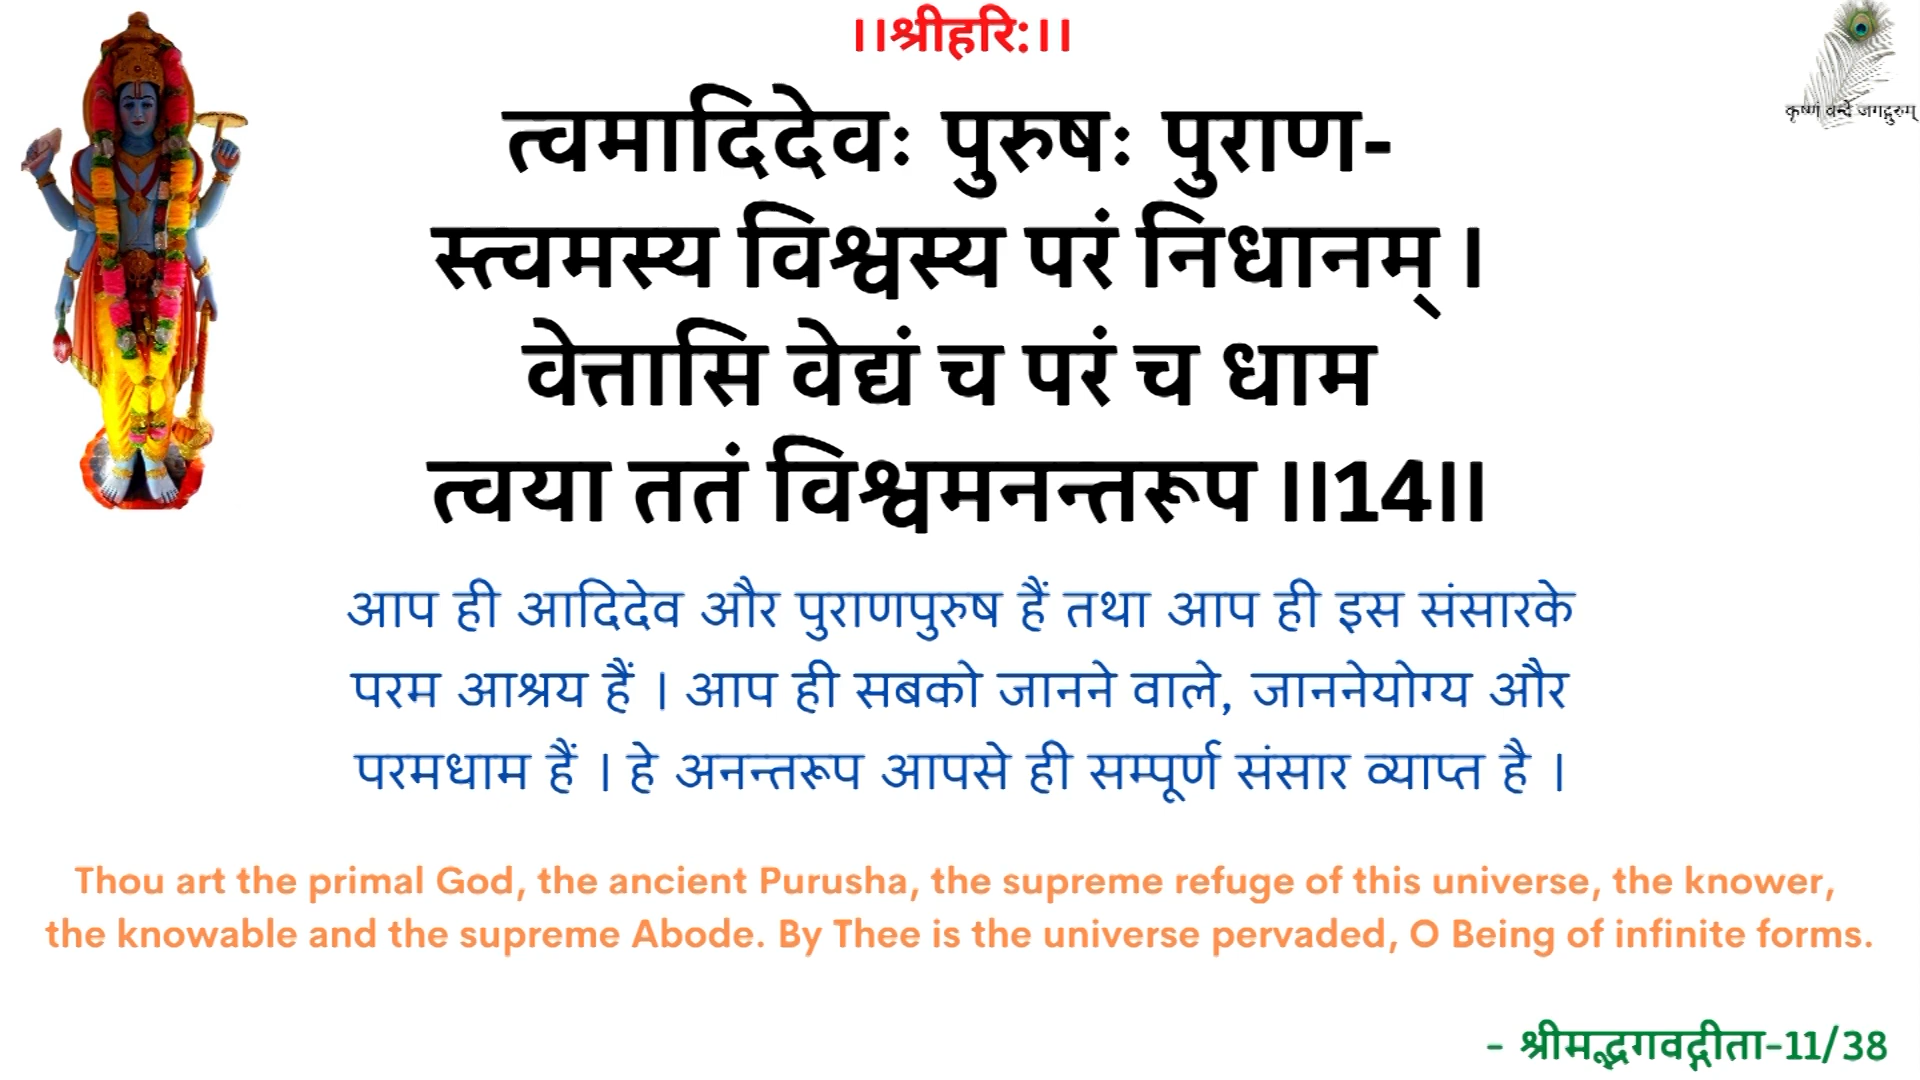 ।।श्रीहरि:।।
कृष्णं वन्दे जगद्गुरुम्
त्वमादिदेवः पुरुषः पुराण-
स्त्वमस्य विश्वस्य परं निधानम् ।
वेत्तासि वेद्यं च परं च धाम
त्वया ततं विश्वमनन्तरूप ।।14।।
आप ही आदिदेव और पुराणपुरुष हैं तथा आप ही इस संसारके
परम आश्रय हैं । आप ही सबको जानने वाले, जाननेयोग्य और
परमधाम हैं । हे अनन्तरूप आपसे ही सम्पूर्ण संसार व्याप्त है ।
Thou art the primal God, the ancient Purusha, the supreme refuge of this universe, the knower,
the knowable and the supreme Abode. By Thee is the universe pervaded, O Being of infinite forms.
- श्रीमद्भगवद्गीता-11/38